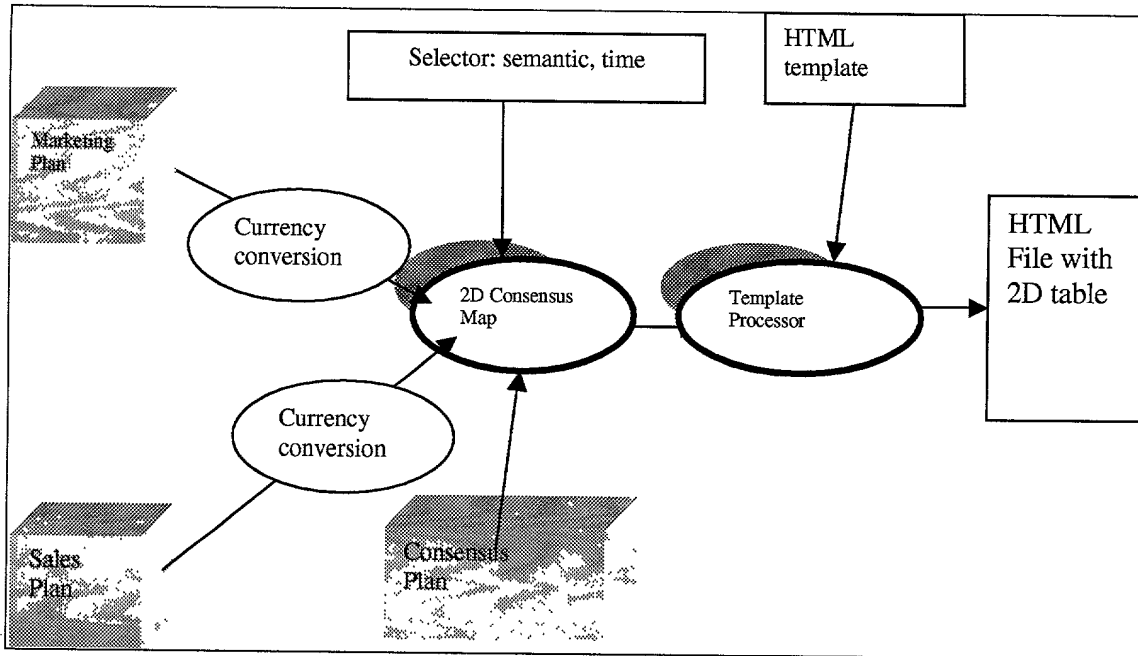 Selector: semantic, time
HTML
template
Marketing
Plan
Currency
conversion
HTML
File with
2D table
2D Consensus
Map
Template
Processor
Currency
conversion
Sales
Plan
Consensus
Plan